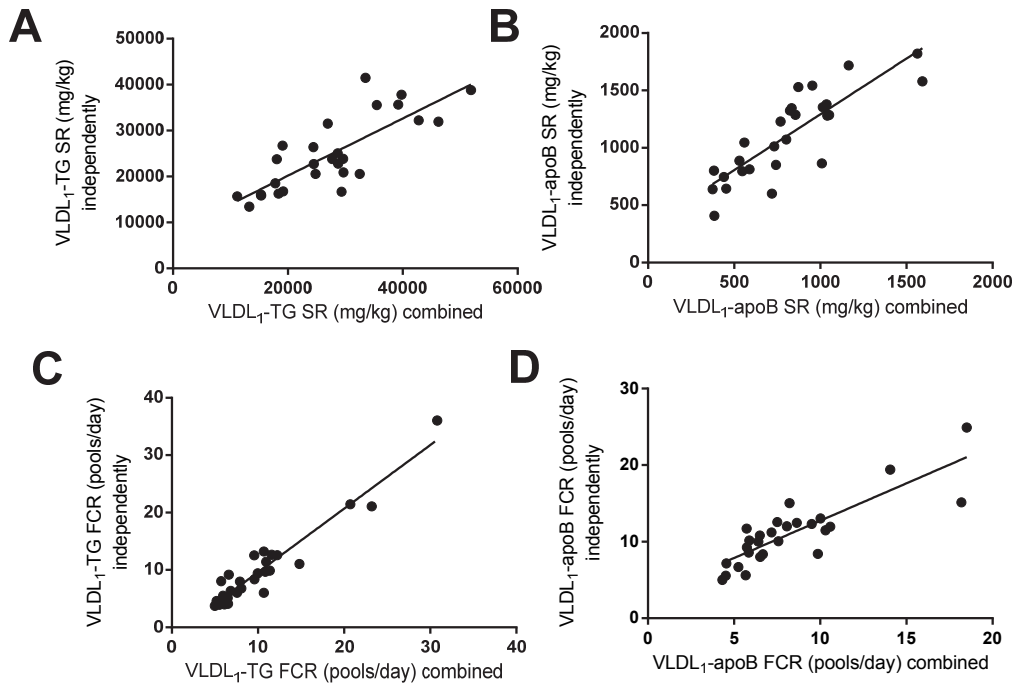 A
VLDL1-TG SR (mg/kg)
independently
50000
40000
30000
20000
10000
0
0
20000
40000
60000
VLDL1-TG SR (mg/kg) combined
B
VLDL1-apoB SR (mg/kg)
independently
2000
1500
1000
500
0
0
500
1000
1500
2000
VLDL1-apoB SR (mg/kg) combined
C
VLDL1-TG FCR (pools/day)
independently
40
30
20
10
0
0
10
20
30
40
VLDL1-TG FCR (pools/day) combined
D
VLDL1-apoB FCR (pools/day)
independently
30
20
10
0
0
5
10
15
20
VLDL1-apoB FCR (pools/day) combined